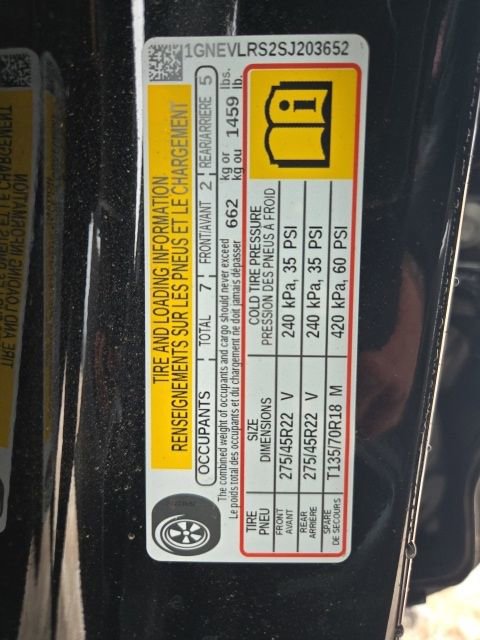 1GNEVLRS2SJ203652
TIRE AND LOADING INFORMATION
RENSEIGNEMENTS SUR LES PNEUS ET LE CHARGEMENT
OCCUPANTS TOTAL 7 FRONT/AVANT 2 REAR/ARRIÈRE 5
The combined weight of occupants and cargo should never exceed 662 kg or 1459 lbs.
Le poids total des occupants et du chargement ne doit jamais dépasser kg ou lb.
TIRE SIZE COLD TIRE PRESSURE
PNEU DIMENSIONS PRESSION DES PNEUS À FROID
FRONT
AVANT 275/45R22 V 240 kPa, 35 PSI
REAR
ARRIÈRE 275/45R22 V 240 kPa, 35 PSI
SPARE
DE SECOURS T135/70R18 M 420 kPa, 60 PSI